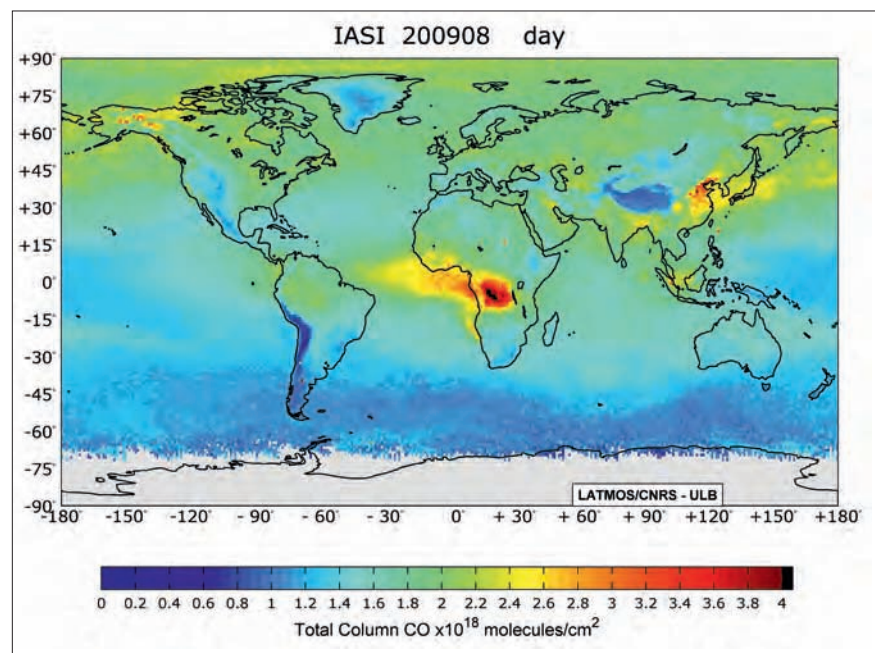 IASI 200908 day
+90°
+75°
+60°
+45°
+30°
+15°
0°
-15°
-30°
-45°
-60°
-75°
-90°
LATMOS/CNRS - ULB
-180 -150° -120° -90° -60° -30° 0° +30° +60° +90° +120° +150° +180
0 0.2 0.4 0.6 0.8 1 1.2 1.4 1.6 1.8 2 2.2 2.4 2.6 2.8 3 3.2 3.4 3.6 3.8 4
Total Column CO x10¹⁸ molecules/cm²